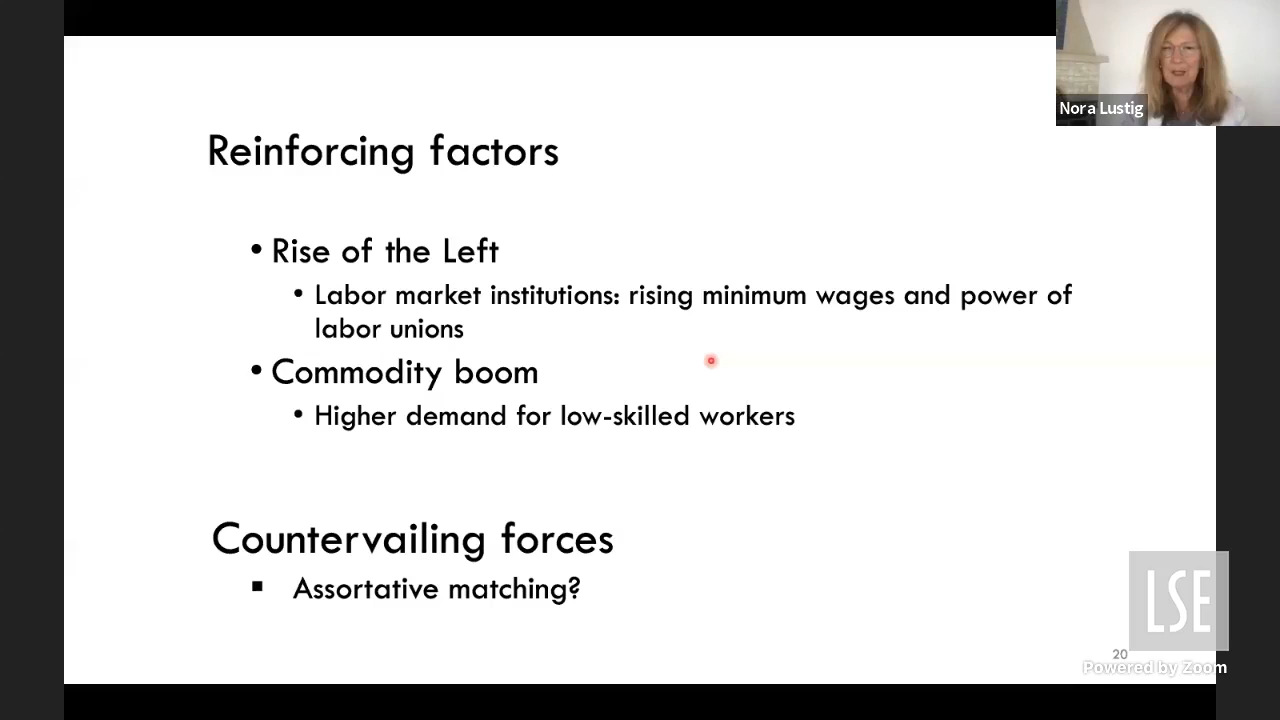 Nora Lustig
Reinforcing factors
• Rise of the Left
• Labor market institutions: rising minimum wages and power of
labor unions
• Commodity boom
• Higher demand for low-skilled workers
Countervailing forces
▪ Assortative matching?
LSE
20
Powered by Zoom